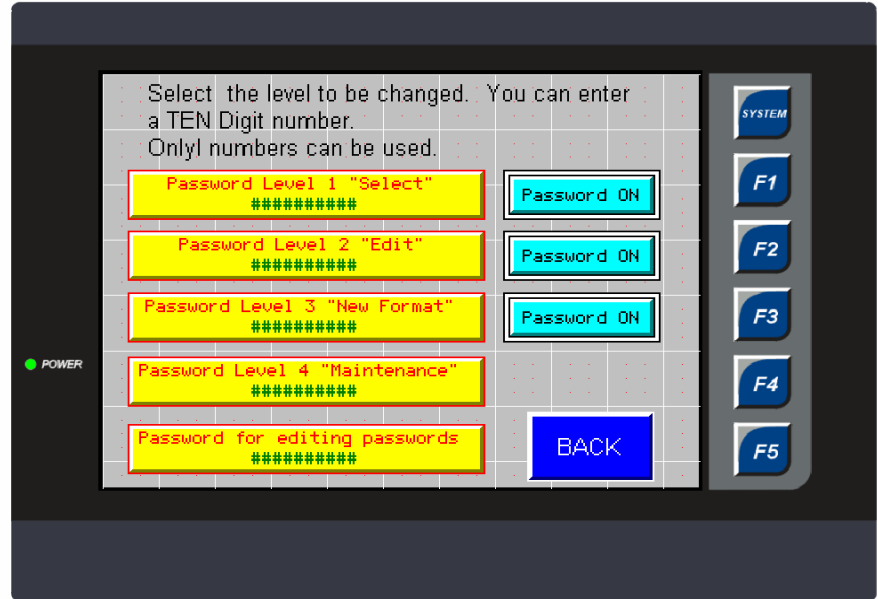 Select the level to be changed. You can enter
a TEN Digit number.
Onlyl numbers can be used.
Password Level 1 "Select"
##########
Password ON
Password Level 2 "Edit"
##########
Password ON
Password Level 3 "New Format"
##########
Password ON
Password Level 4 "Maintenance"
##########
Password for editing passwords
##########
BACK
POWER
SYSTEM
F1
F2
F3
F4
F5